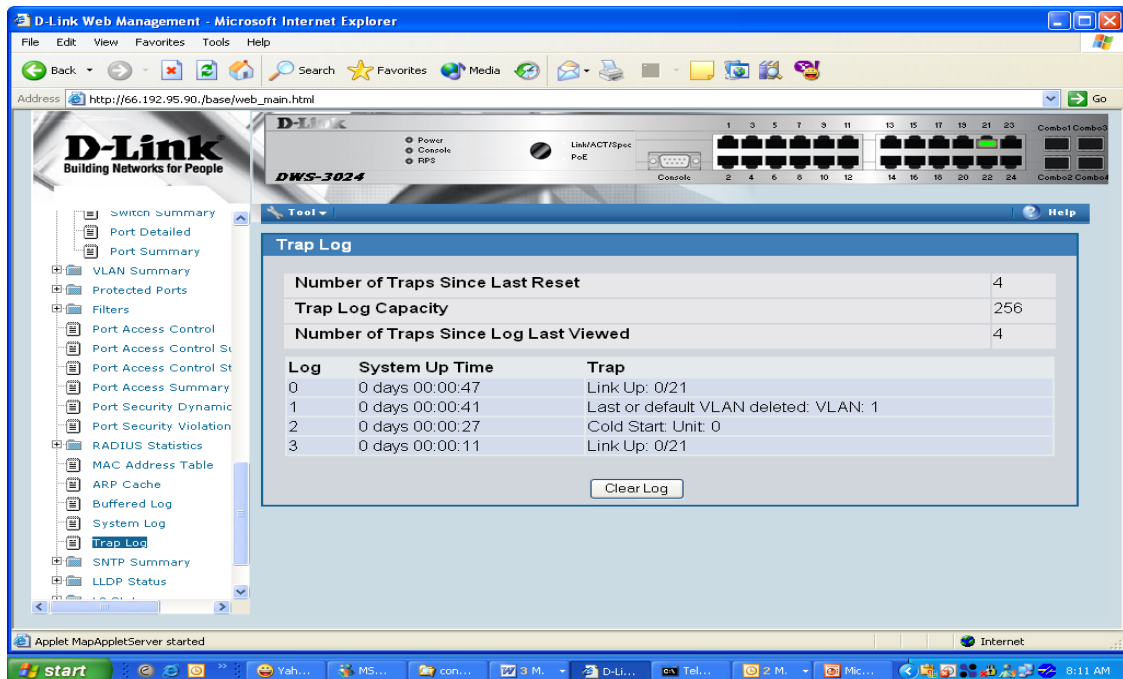 D-Link Web Management - Microsoft Internet Explorer
File Edit View Favorites Tools Help
Back Search Favorites Media
Address http://66.192.95.90./base/web_main.html Go
D-Link
Building Networks for People
D-Link
Power
Console
RPS
Link/ACT/Spee
PoE
DWS-3024
Console
1 3 5 7 9 11 13 15 17 19 21 23 Combo1 Combo3
2 4 6 8 10 12 14 16 18 20 22 24 Combo2 Combo4
Tool Help
Switch Summary
Port Detailed
Port Summary
VLAN Summary
Protected Ports
Filters
Port Access Control
Port Access Control Su
Port Access Control St
Port Access Summary
Port Security Dynamic
Port Security Violation
RADIUS Statistics
MAC Address Table
ARP Cache
Buffered Log
System Log
Trap Log
SNTP Summary
LLDP Status
Trap Log
Number of Traps Since Last Reset 4
Trap Log Capacity 256
Number of Traps Since Log Last Viewed 4
Log System Up Time Trap
0 0 days 00:00:47 Link Up: 0/21
1 0 days 00:00:41 Last or default VLAN deleted: VLAN: 1
2 0 days 00:00:27 Cold Start: Unit: 0
3 0 days 00:00:11 Link Up: 0/21
Clear Log
Applet MapAppletServer started Internet
start Yah... MS... con... 3 M. D-Li... Tel... 2 M. Mic... 8:11 AM